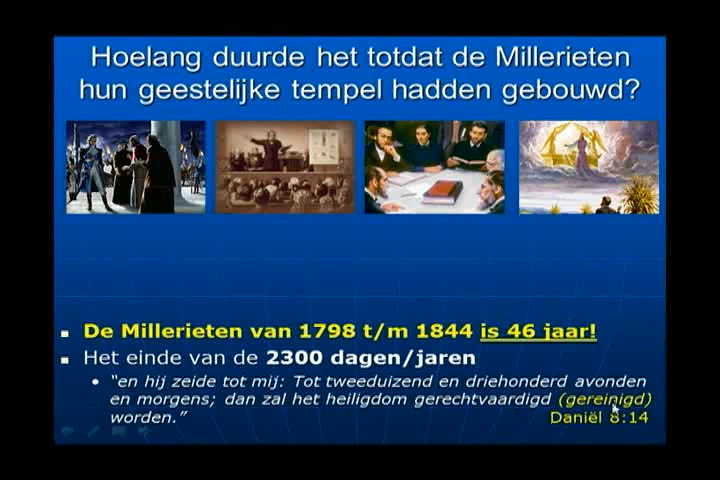 Hoelang duurde het totdat de Millerieten
hun geestelijke tempel hadden gebouwd?
De Millerieten van 1798 t/m 1844 is 46 jaar!
Het einde van de 2300 dagen/jaren
“en hij zeide tot mij: Tot tweeduizend en driehonderd avonden
en morgens; dan zal het heiligdom gerechtvaardigd (gereinigd)
worden.” Daniël 8:14